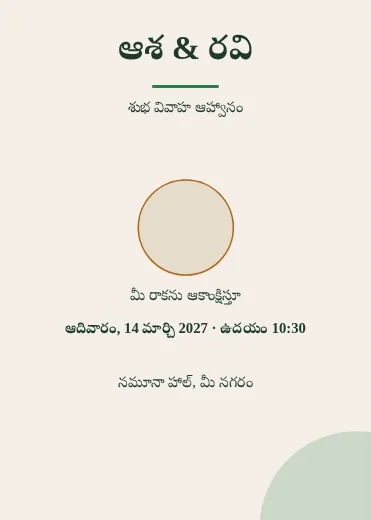 ఆశ & రవి
శుభ వివాహ ఆహ్వానం
మీ రాకను ఆకాంక్షిస్తూ
ఆదివారం, 14 మార్చి 2027 · ఉదయం 10:30
నమూనా హాల్, మీ నగరం